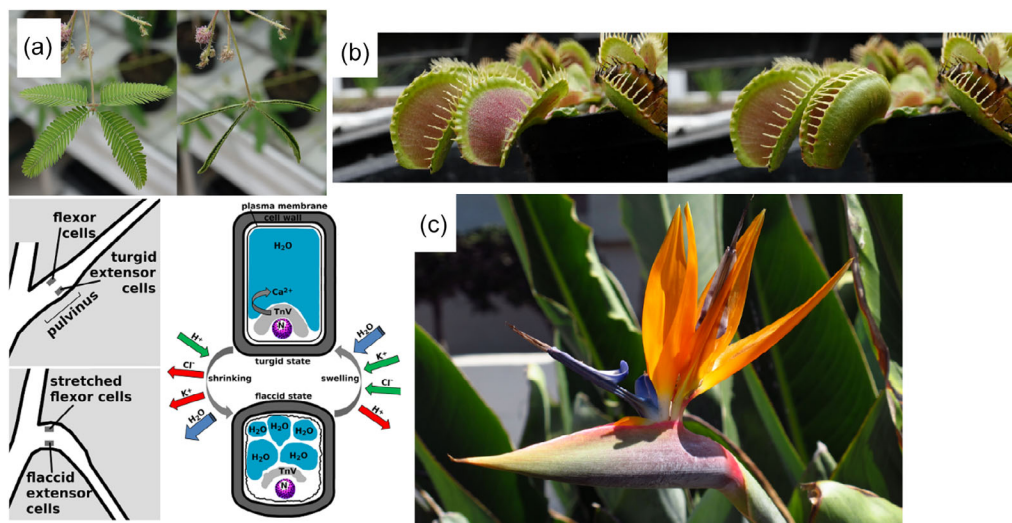 (a)
(b)
flexor
cells
turgid extensor
cells
pulvinus
stretched
flexor cells
flaccid
extensor
cells
plasma membrane
cell wall
H₂O
Ca²⁺
TnV
N
turgid state
H⁺
Cl⁻
K⁺
H₂O
shrinking
swelling
H₂O
K⁺
Cl⁻
H⁺
flaccid state
H₂O
H₂O
H₂O
H₂O
H₂O
TnV
N
(c)